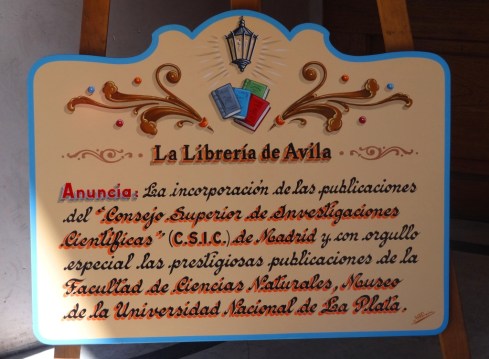 La Librería de Avila
Anuncia: La incorporación de las publicaciones
del "Consejo Superior de Investigaciones
Científicas" (C.S.I.C.) de Madrid y con orgullo
especial las prestigiosas publicaciones de la
Facultad de Ciencias Naturales, Museo
de la Universidad Nacional de La Plata.